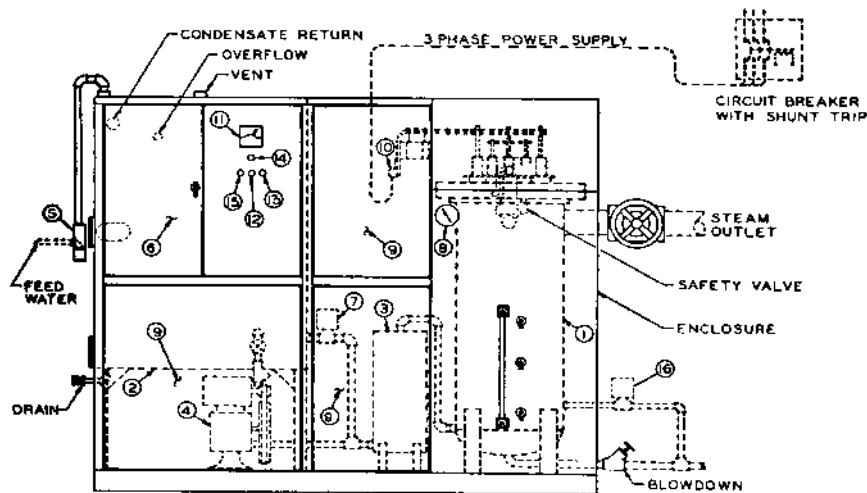 CONDENSATE RETURN
OVERFLOW
VENT
3 PHASE POWER SUPPLY
CIRCUIT BREAKER
WITH SHUNT TRIP
11
14
10
15
12
13
5
6
9
8
STEAM
OUTLET
FEED
WATER
SAFETY VALVE
7
3
9
1
ENCLOSURE
2
16
DRAIN
4
BLOWDOWN